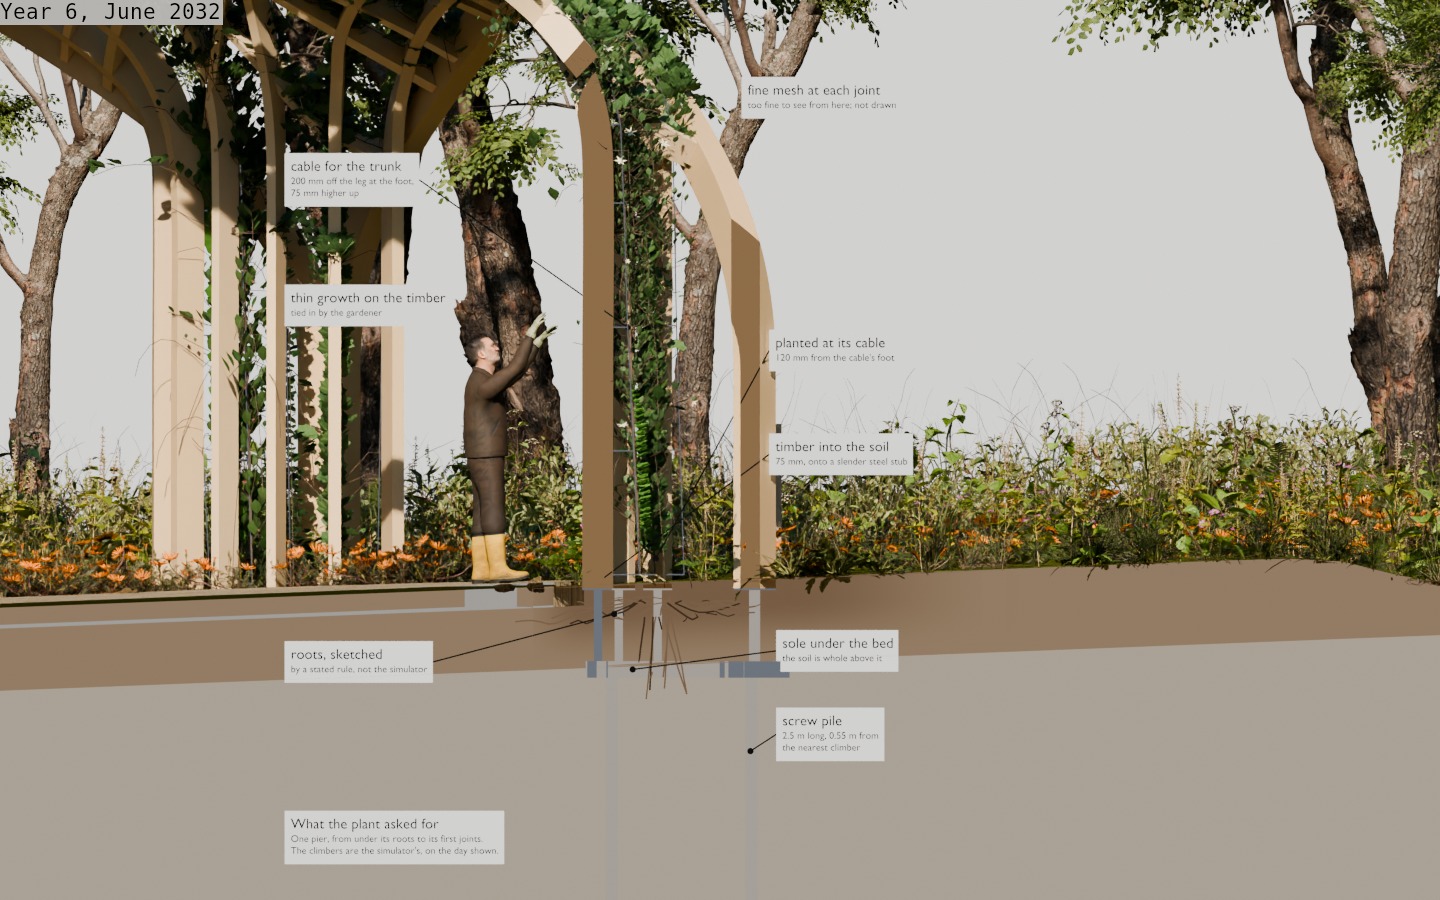 Year 6, June 2032
fine mesh at each joint
too fine to see from here; not drawn
cable for the trunk
200 mm off the leg at the foot,
75 mm higher up
thin growth on the timber
tied in by the gardener
planted at its cable
120 mm from the cable's foot
timber into the soil
75 mm, onto a slender steel stub
roots, sketched
by a stated rule, not the simulator
sole under the bed
the soil is whole above it
screw pile
2.5 m long, 0.55 m from
the nearest climber
What the plant asked for
One pier, from under its roots to its first joints.
The climbers are the simulator's, on the day shown.